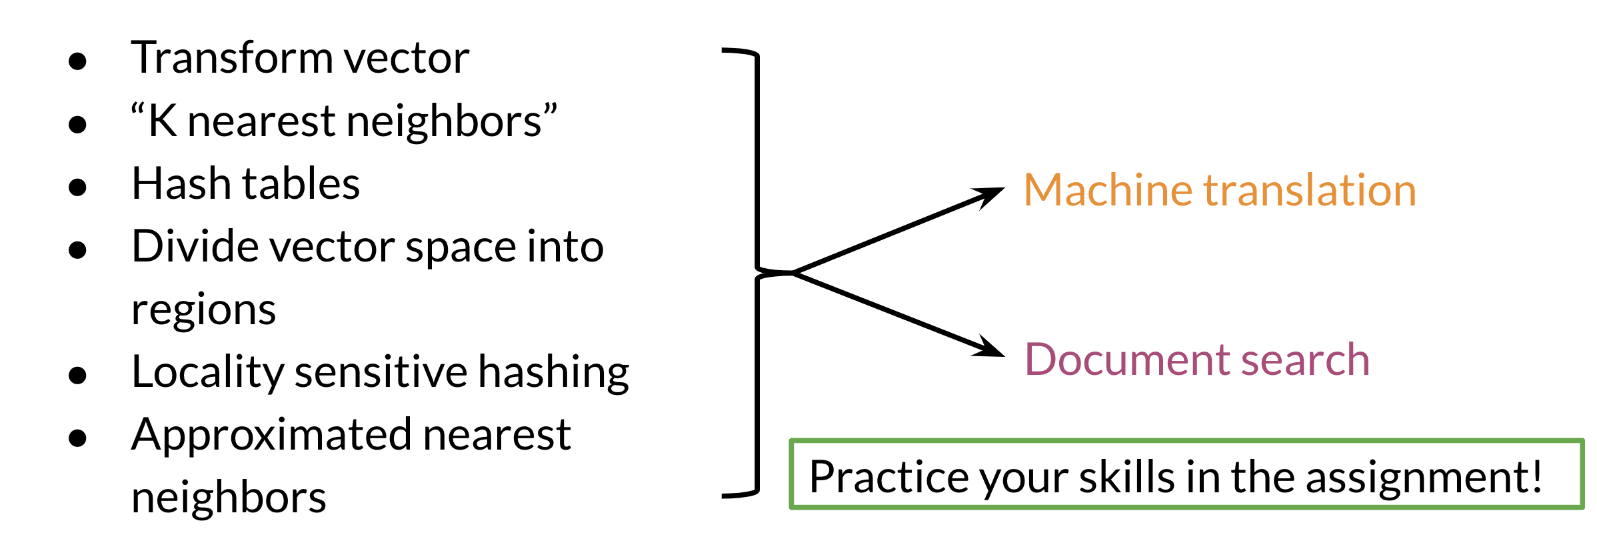 ● Transform vector
● “K nearest neighbors”
● Hash tables
● Divide vector space into
regions
● Locality sensitive hashing
● Approximated nearest
neighbors
Machine translation
Document search
Practice your skills in the assignment!